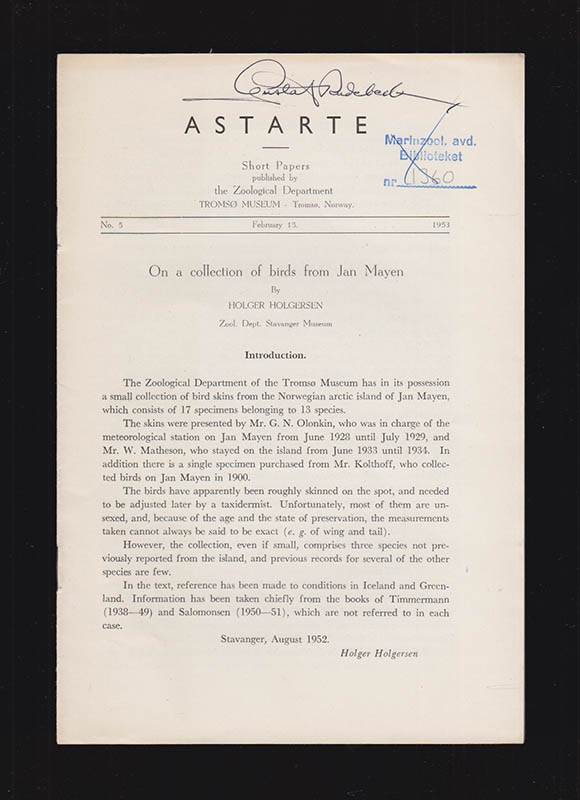 Gustaf Rudebeck
ASTARTE
Marinzool. avd.
Biblioteket
nr 1360
Short Papers
published by
the Zoological Department
TROMSØ MUSEUM - Tromsø, Norway.
No. 5 February 15. 1953
On a collection of birds from Jan Mayen
By
HOLGER HOLGERSEN
Zool. Dept. Stavanger Museum
Introduction.
The Zoological Department of the Tromsø Museum has in its possession
a small collection of bird skins from the Norwegian arctic island of Jan Mayen,
which consists of 17 specimens belonging to 13 species.
The skins were presented by Mr. G. N. Olonkin, who was in charge of the
meteorological station on Jan Mayen from June 1928 until July 1929, and
Mr. W. Matheson, who stayed on the island from June 1933 until 1934. In
addition there is a single specimen purchased from Mr. Kolthoff, who collec-
ted birds on Jan Mayen in 1900.
The birds have apparently been roughly skinned on the spot, and needed
to be adjusted later by a taxidermist. Unfortunately, most of them are un-
sexed, and, because of the age and the state of preservation, the measurements
taken cannot always be said to be exact (e. g. of wing and tail).
However, the collection, even if small, comprises three species not pre-
viously reported from the island, and previous records for several of the other
species are few.
In the text, reference has been made to conditions in Iceland and Green-
land. Information has been taken chiefly from the books of Timmermann
(1938—49) and Salomonsen (1950—51), which are not referred to in each
case.
Stavanger, August 1952.
Holger Holgersen